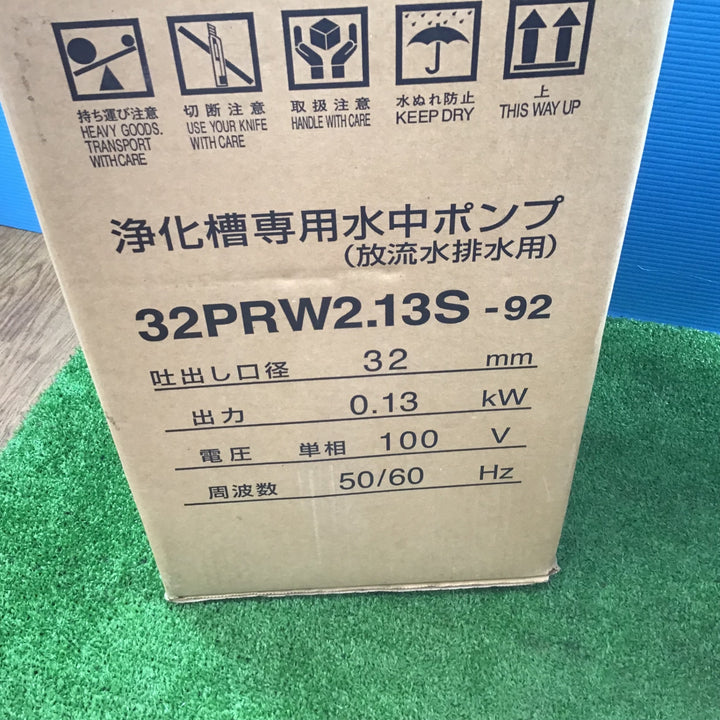 持ち運び注意
HEAVY GOODS.
TRANSPORT
WITHCARE
切断注意
USE YOUR KNIFE
WITH CARE
取扱注意
HANDLE WITH CARE
水ぬれ防止
KEEP DRY
上
THIS WAY UP
浄化槽専用水中ポンプ
(放流水排水用)
32PRW2.13S -92
吐出し口径 32 mm
出力 0.13 kW
電圧 単相 100 V
周波数 50/60 Hz